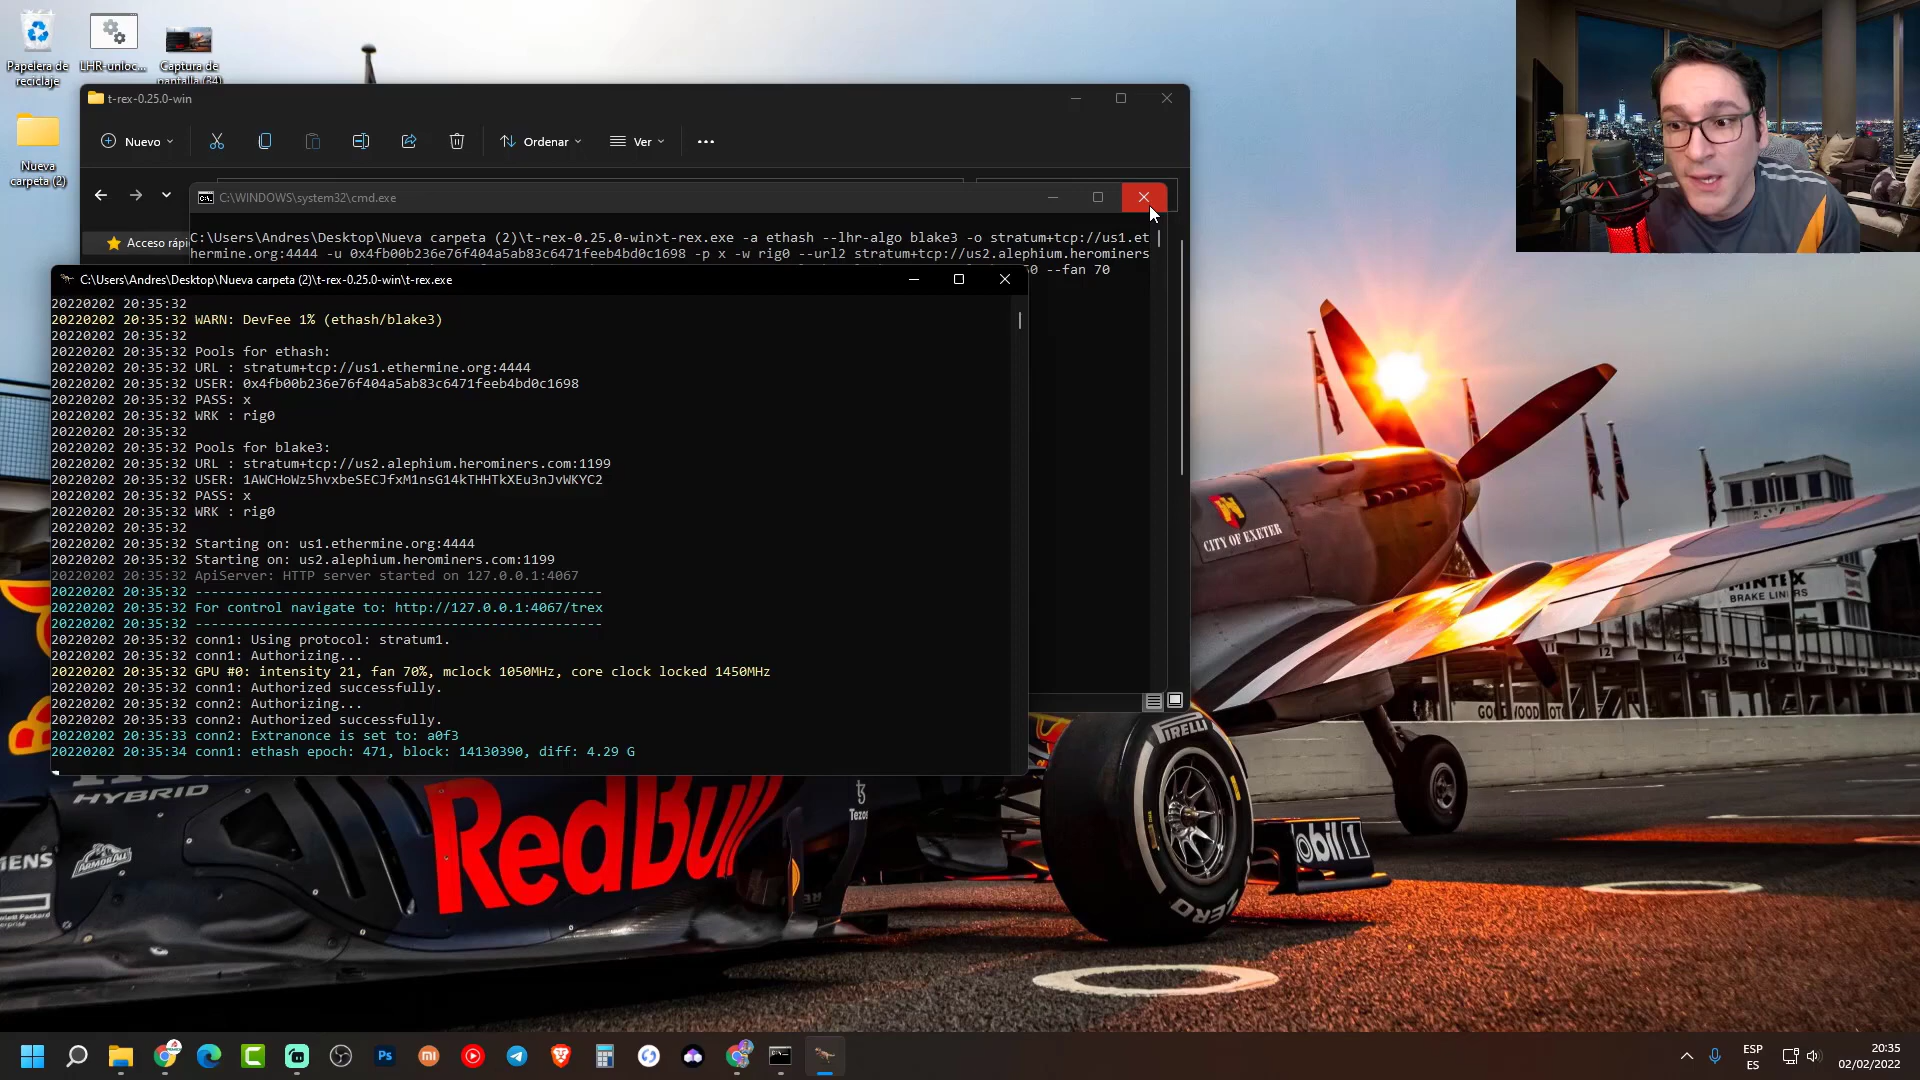 Papelera de
reciclaje
LHR-unloc...
Captura de
pantalla (34)
Nueva
carpeta (2)
t-rex-0.25.0-win
Nuevo
Ordenar
Ver
Acceso rápi
C:\WINDOWS\system32\cmd.exe
C:\Users\Andres\Desktop\Nueva carpeta (2)\t-rex-0.25.0-win>t-rex.exe -a ethash --lhr-algo blake3 -o stratum+tcp://us1.et
hermine.org:4444 -u 0x4fb00b236e76f404a5ab83c6471feeb4bd0c1698 -p x -w rig0 --url2 stratum+tcp://us2.alephium.herominers
50 --fan 70
C:\Users\Andres\Desktop\Nueva carpeta (2)\t-rex-0.25.0-win\t-rex.exe
20220202 20:35:32
20220202 20:35:32 WARN: DevFee 1% (ethash/blake3)
20220202 20:35:32
20220202 20:35:32 Pools for ethash:
20220202 20:35:32 URL : stratum+tcp://us1.ethermine.org:4444
20220202 20:35:32 USER: 0x4fb00b236e76f404a5ab83c6471feeb4bd0c1698
20220202 20:35:32 PASS: x
20220202 20:35:32 WRK : rig0
20220202 20:35:32
20220202 20:35:32 Pools for blake3:
20220202 20:35:32 URL : stratum+tcp://us2.alephium.herominers.com:1199
20220202 20:35:32 USER: 1AWCHoWz5hvxbeSECJfxM1nsG14kTHHTkXEu3nJvWKYC2
20220202 20:35:32 PASS: x
20220202 20:35:32 WRK : rig0
20220202 20:35:32
20220202 20:35:32 Starting on: us1.ethermine.org:4444
20220202 20:35:32 Starting on: us2.alephium.herominers.com:1199
20220202 20:35:32 ApiServer: HTTP server started on 127.0.0.1:4067
20220202 20:35:32 ---------------------------------------------------
20220202 20:35:32 For control navigate to: http://127.0.0.1:4067/trex
20220202 20:35:32 ---------------------------------------------------
20220202 20:35:32 conn1: Using protocol: stratum1.
20220202 20:35:32 conn1: Authorizing...
20220202 20:35:32 GPU #0: intensity 21, fan 70%, mclock 1050MHz, core clock locked 1450MHz
20220202 20:35:32 conn1: Authorized successfully.
20220202 20:35:32 conn2: Authorizing...
20220202 20:35:33 conn2: Authorized successfully.
20220202 20:35:33 conn2: Extranonce is set to: a0f3
20220202 20:35:34 conn1: ethash epoch: 471, block: 14130390, diff: 4.29 G
CITY OF EXETER
MINTEX
BRAKE LINERS
GOODWOOD MOTOR
PIRELLI
ZERO
HYBRID
ARMORALL
Hewlett Packard
Enterprise
RedBull
Tezos
Mobil 1
Ps
ESP
ES
20:35
02/02/2022